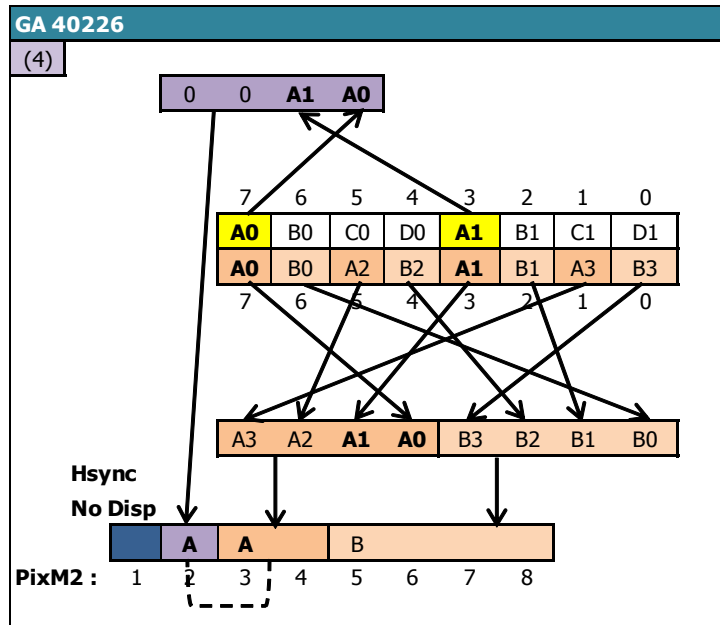 GA 40226
(4)
0 0 A1 A0
7 6 5 4 3 2 1 0
A0 B0 C0 D0 A1 B1 C1 D1
A0 B0 A2 B2 A1 B1 A3 B3
7 6 5 4 3 2 1 0
A3 A2 A1 A0 B3 B2 B1 B0
Hsync
No Disp
A A B
PixM2 : 1 2 3 4 5 6 7 8